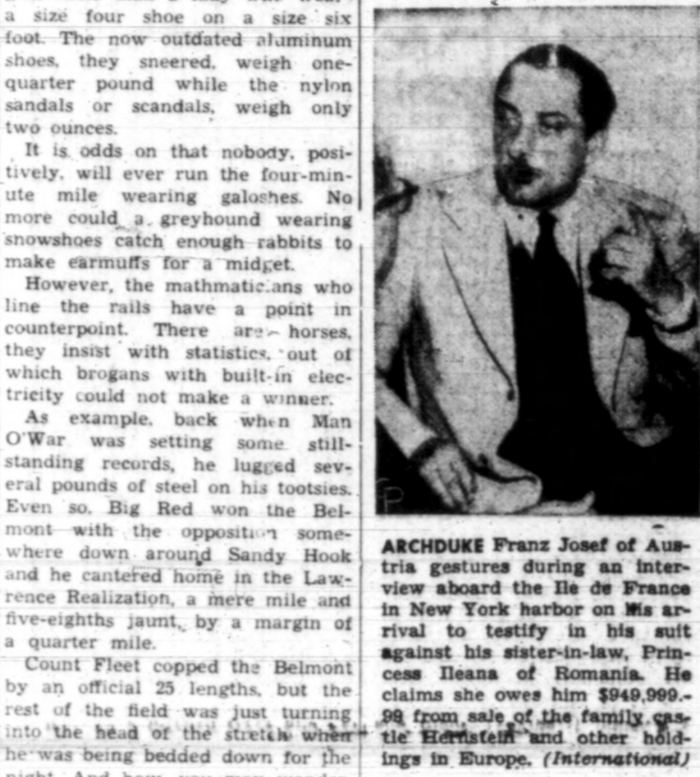 a size four shoe on a size six
foot. The now outdated aluminum
shoes, they sneered, weigh one-
quarter pound while the nylon
sandals or scandals, weigh only
two ounces.
It is odds on that nobody, posi-
tively, will ever run the four-min-
ute mile wearing galoshes. No
more could a greyhound wearing
snowshoes catch enough rabbits to
make earmuffs for a midget.
However, the mathmaticians who
line the rails have a point in
counterpoint. There are horses,
they insist with statistics, out of
which brogans with built-in elec-
tricity could not make a winner.
As example, back when Man
O'War was setting some still-
standing records, he lugged sev-
eral pounds of steel on his tootsies.
Even so, Big Red won the Bel-
mont with the opposition some-
where down around Sandy Hook
and he cantered home in the Law-
rence Realization, a mere mile and
five-eighths jaunt, by a margin of
a quarter mile.
Count Fleet copped the Belmont
by an official 25 lengths, but the
rest of the field was just turning
into the head of the stretch when
he was being bedded down for the
night. And
CP
ARCHDUKE Franz Josef of Aus-
tria gestures during an inter-
view aboard the Ile de France
in New York harbor on his ar-
rival to testify in his suit
against his sister-in-law, Prin-
cess Ileana of Romania. He
claims she owes him $949,999.-
99 from sale of the family cas-
tle Hernstein and other hold-
ings in Europe. (International)